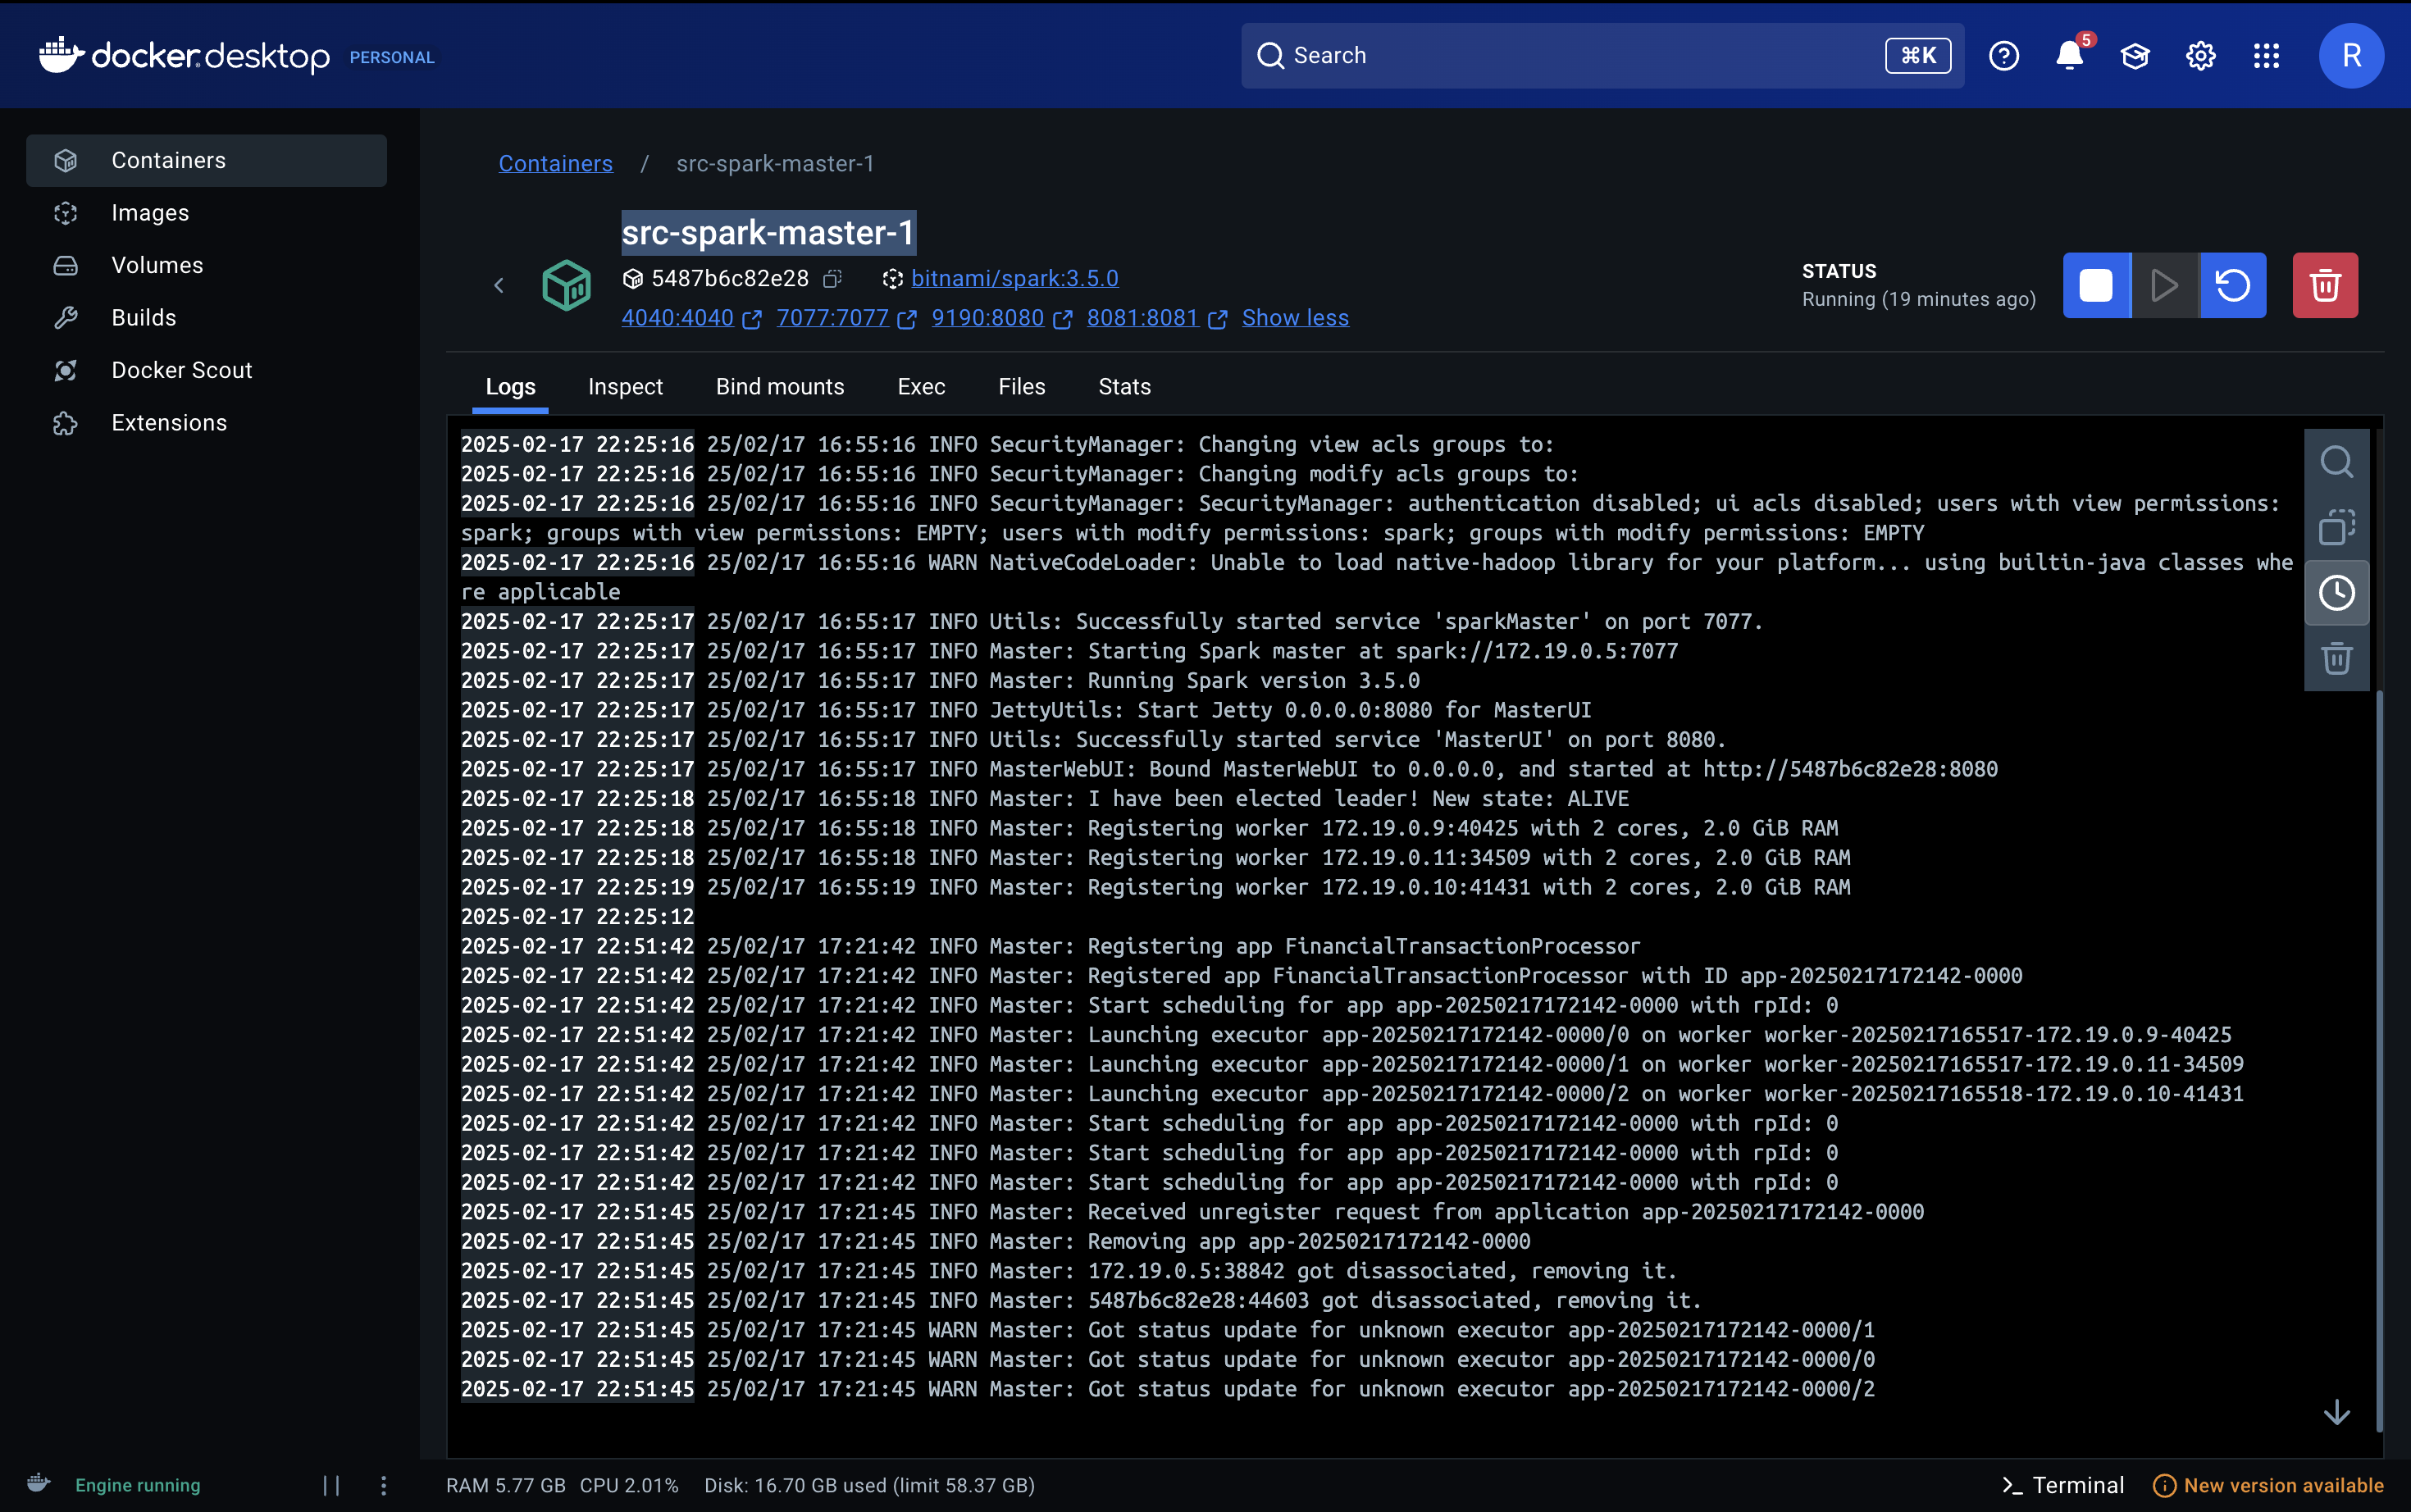 docker.desktop PERSONAL
Search
⌘K
5
R
Containers
Images
Volumes
Builds
Docker Scout
Extensions
Containers / src-spark-master-1
src-spark-master-1
5487b6c82e28 bitnami/spark:3.5.0
4040:4040 7077:7077 9190:8080 8081:8081 Show less
STATUS
Running (19 minutes ago)
Logs Inspect Bind mounts Exec Files Stats
2025-02-17 22:25:16 25/02/17 16:55:16 INFO SecurityManager: Changing view acls groups to:
2025-02-17 22:25:16 25/02/17 16:55:16 INFO SecurityManager: Changing modify acls groups to:
2025-02-17 22:25:16 25/02/17 16:55:16 INFO SecurityManager: SecurityManager: authentication disabled; ui acls disabled; users with view permissions:
spark; groups with view permissions: EMPTY; users with modify permissions: spark; groups with modify permissions: EMPTY
2025-02-17 22:25:16 25/02/17 16:55:16 WARN NativeCodeLoader: Unable to load native-hadoop library for your platform... using builtin-java classes whe
re applicable
2025-02-17 22:25:17 25/02/17 16:55:17 INFO Utils: Successfully started service 'sparkMaster' on port 7077.
2025-02-17 22:25:17 25/02/17 16:55:17 INFO Master: Starting Spark master at spark://172.19.0.5:7077
2025-02-17 22:25:17 25/02/17 16:55:17 INFO Master: Running Spark version 3.5.0
2025-02-17 22:25:17 25/02/17 16:55:17 INFO JettyUtils: Start Jetty 0.0.0.0:8080 for MasterUI
2025-02-17 22:25:17 25/02/17 16:55:17 INFO Utils: Successfully started service 'MasterUI' on port 8080.
2025-02-17 22:25:17 25/02/17 16:55:17 INFO MasterWebUI: Bound MasterWebUI to 0.0.0.0, and started at http://5487b6c82e28:8080
2025-02-17 22:25:18 25/02/17 16:55:18 INFO Master: I have been elected leader! New state: ALIVE
2025-02-17 22:25:18 25/02/17 16:55:18 INFO Master: Registering worker 172.19.0.9:40425 with 2 cores, 2.0 GiB RAM
2025-02-17 22:25:18 25/02/17 16:55:18 INFO Master: Registering worker 172.19.0.11:34509 with 2 cores, 2.0 GiB RAM
2025-02-17 22:25:19 25/02/17 16:55:19 INFO Master: Registering worker 172.19.0.10:41431 with 2 cores, 2.0 GiB RAM
2025-02-17 22:25:12
2025-02-17 22:51:42 25/02/17 17:21:42 INFO Master: Registering app FinancialTransactionProcessor
2025-02-17 22:51:42 25/02/17 17:21:42 INFO Master: Registered app FinancialTransactionProcessor with ID app-20250217172142-0000
2025-02-17 22:51:42 25/02/17 17:21:42 INFO Master: Start scheduling for app app-20250217172142-0000 with rpId: 0
2025-02-17 22:51:42 25/02/17 17:21:42 INFO Master: Launching executor app-20250217172142-0000/0 on worker worker-20250217165517-172.19.0.9-40425
2025-02-17 22:51:42 25/02/17 17:21:42 INFO Master: Launching executor app-20250217172142-0000/1 on worker worker-20250217165517-172.19.0.11-34509
2025-02-17 22:51:42 25/02/17 17:21:42 INFO Master: Launching executor app-20250217172142-0000/2 on worker worker-20250217165518-172.19.0.10-41431
2025-02-17 22:51:42 25/02/17 17:21:42 INFO Master: Start scheduling for app app-20250217172142-0000 with rpId: 0
2025-02-17 22:51:42 25/02/17 17:21:42 INFO Master: Start scheduling for app app-20250217172142-0000 with rpId: 0
2025-02-17 22:51:42 25/02/17 17:21:42 INFO Master: Start scheduling for app app-20250217172142-0000 with rpId: 0
2025-02-17 22:51:45 25/02/17 17:21:45 INFO Master: Received unregister request from application app-20250217172142-0000
2025-02-17 22:51:45 25/02/17 17:21:45 INFO Master: Removing app app-20250217172142-0000
2025-02-17 22:51:45 25/02/17 17:21:45 INFO Master: 172.19.0.5:38842 got disassociated, removing it.
2025-02-17 22:51:45 25/02/17 17:21:45 INFO Master: 5487b6c82e28:44603 got disassociated, removing it.
2025-02-17 22:51:45 25/02/17 17:21:45 WARN Master: Got status update for unknown executor app-20250217172142-0000/1
2025-02-17 22:51:45 25/02/17 17:21:45 WARN Master: Got status update for unknown executor app-20250217172142-0000/0
2025-02-17 22:51:45 25/02/17 17:21:45 WARN Master: Got status update for unknown executor app-20250217172142-0000/2
Engine running
RAM 5.77 GB CPU 2.01% Disk: 16.70 GB used (limit 58.37 GB)
>_ Terminal
New version available